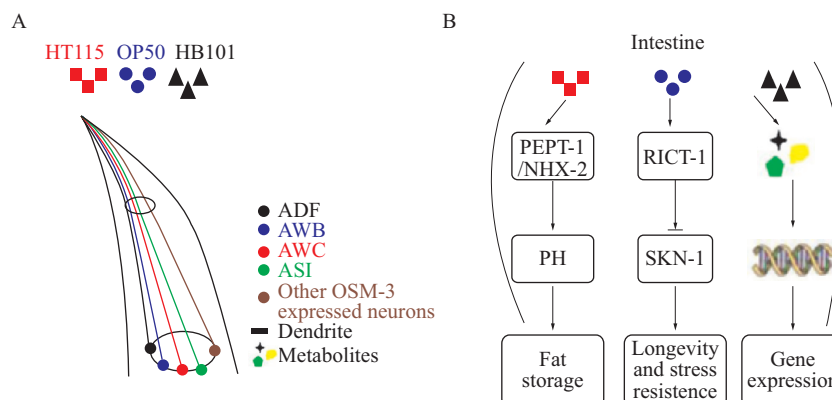 A
HT115 OP50 HB101
ADF
AWB
AWC
ASI
Other OSM-3
expressed neurons
Dendrite
Metabolites
B
Intestine
PEPT-1
/NHX-2
RICT-1
PH
SKN-1
Fat
storage
Longevity
and stress
resistence
Gene
expression